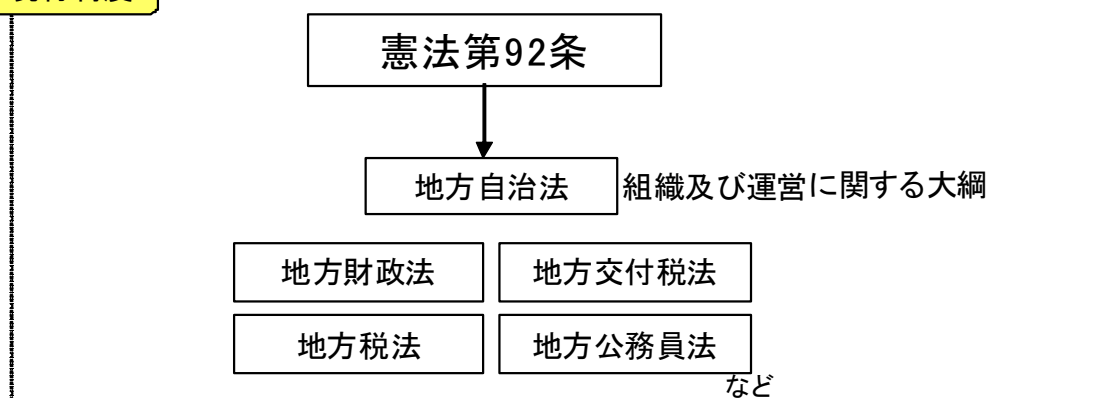 憲法第92条
地方自治法 組織及び運営に関する大綱
地方財政法 地方交付税法
地方税法 地方公務員法
など